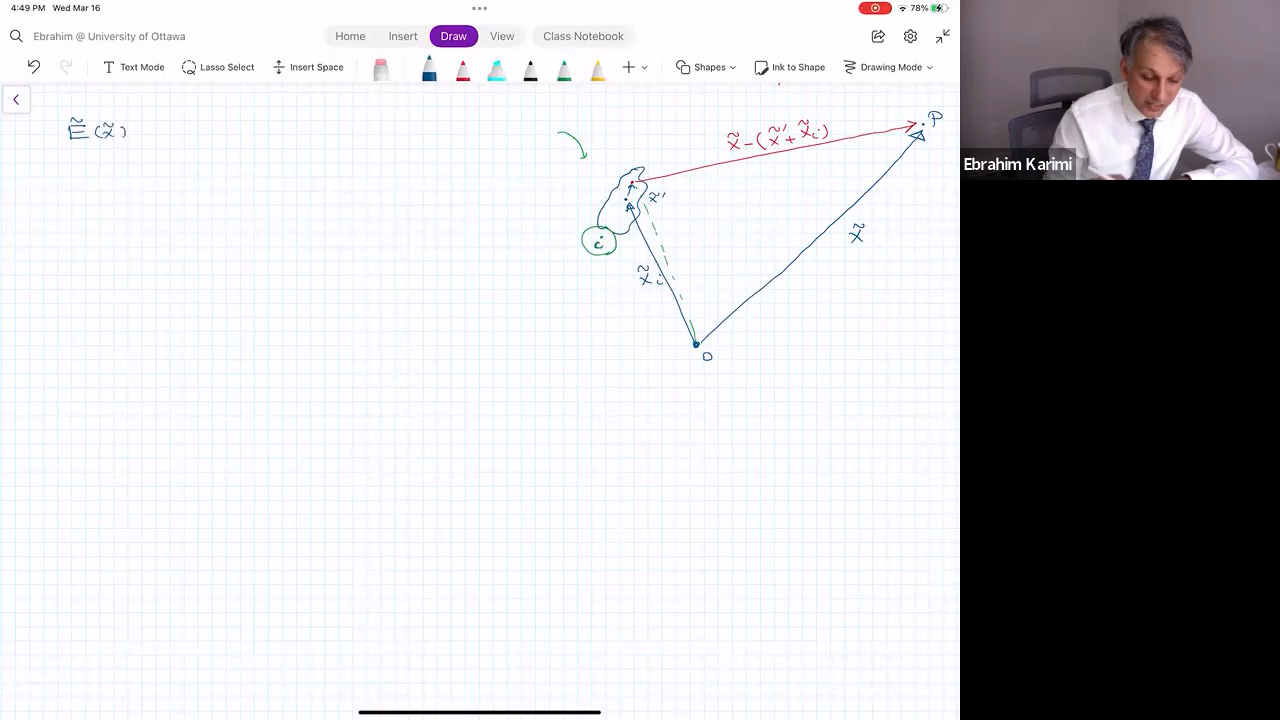 4:49 PM Wed Mar 16
78%
Ebrahim @ University of Ottawa
Home Insert Draw View Class Notebook
Text Mode Lasso Select Insert Space Shapes Ink to Shape Drawing Mode
Ẽ(x̃)
P
x̃-(x̃'+x̃i)
Ebrahim Karimi
x̃'
x̃
i
x̃i
O